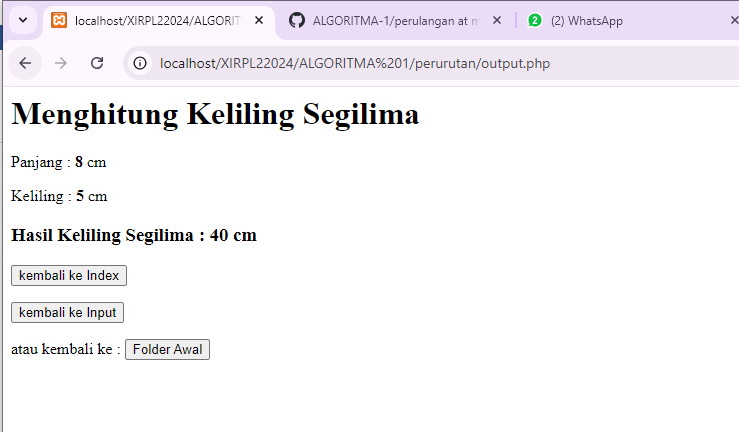 localhost/XIRPL22024/ALGORIT
ALGORITMA-1/perulangan at m
(2) WhatsApp
localhost/XIRPL22024/ALGORITMA%201/perurutan/output.php
Menghitung Keliling Segilima
Panjang : 8 cm
Keliling : 5 cm
Hasil Keliling Segilima : 40 cm
kembali ke Index
kembali ke Input
atau kembali ke : Folder Awal